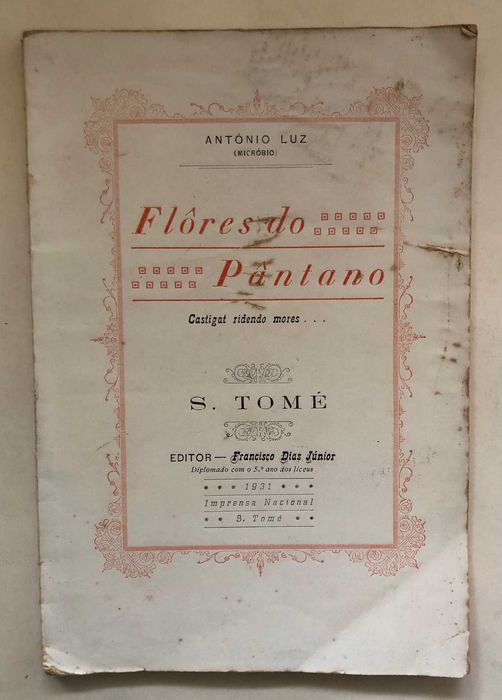 ANTÓNIO LUZ
(MICRÓBIO)
Flôres do
Pântano
Castigat ridendo mores . . .
S. TOMÉ
EDITOR — Francisco Dias Júnior
Diplomado com o 5.º ano dos liceus
* * * 1931 * * *
Imprensa Nacional
* * S. Tomé * *